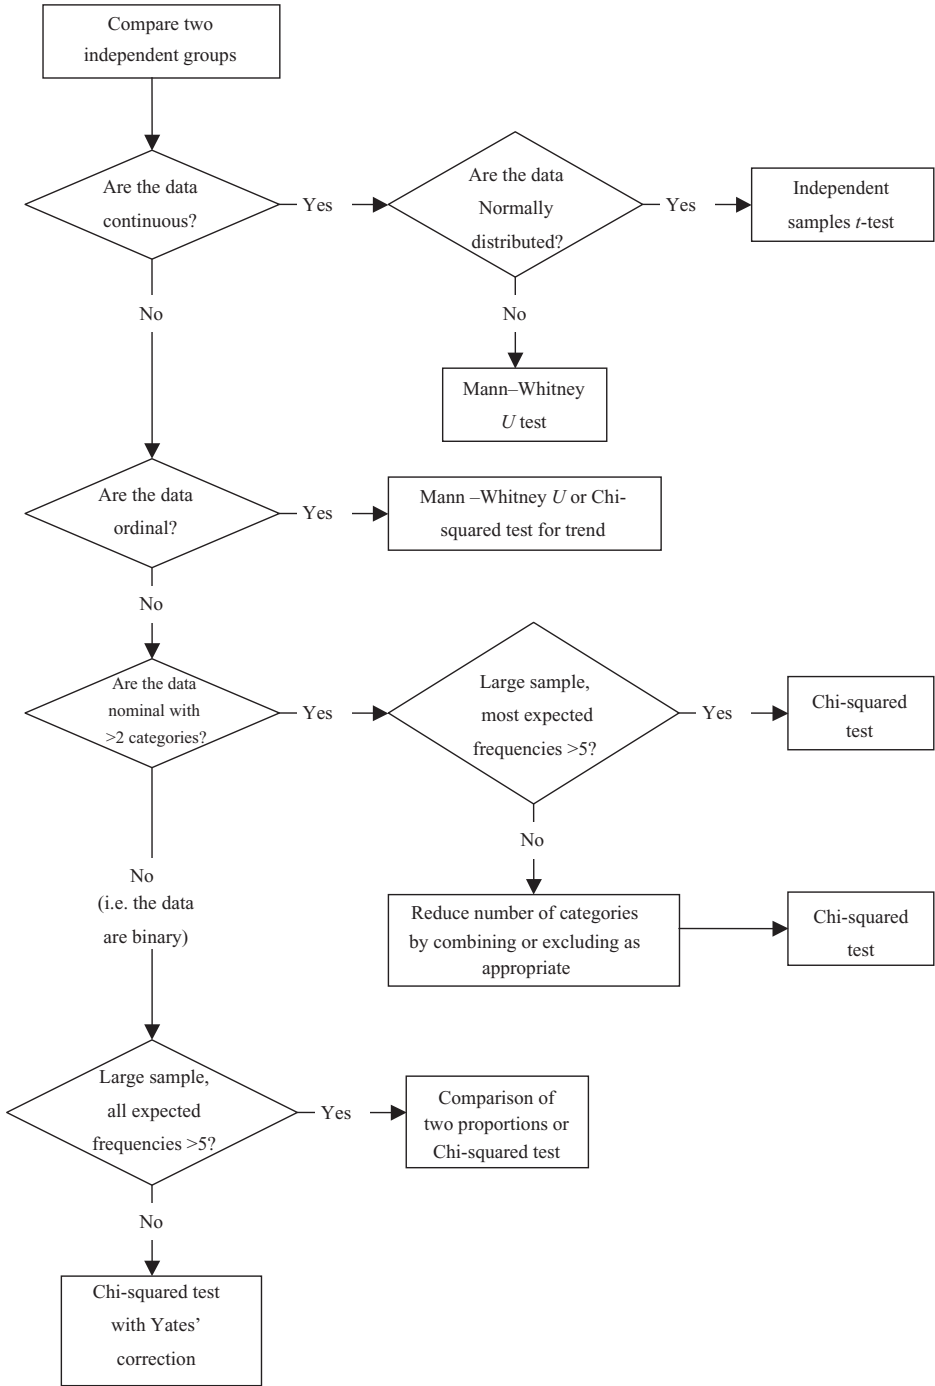 Compare two
independent groups
Are the data
continuous?
Yes
Are the data
Normally
distributed?
Yes
Independent
samples t-test
No
No
Mann–Whitney
U test
Are the data
ordinal?
Yes
Mann –Whitney U or Chi-
squared test for trend
No
Are the data
nominal with
>2 categories?
Yes
Large sample,
most expected
frequencies >5?
Yes
Chi-squared
test
No
No
(i.e. the data
are binary)
Reduce number of categories
by combining or excluding as
appropriate
Chi-squared
test
Large sample,
all expected
frequencies >5?
Yes
Comparison of
two proportions or
Chi-squared test
No
Chi-squared test
with Yates’
correction